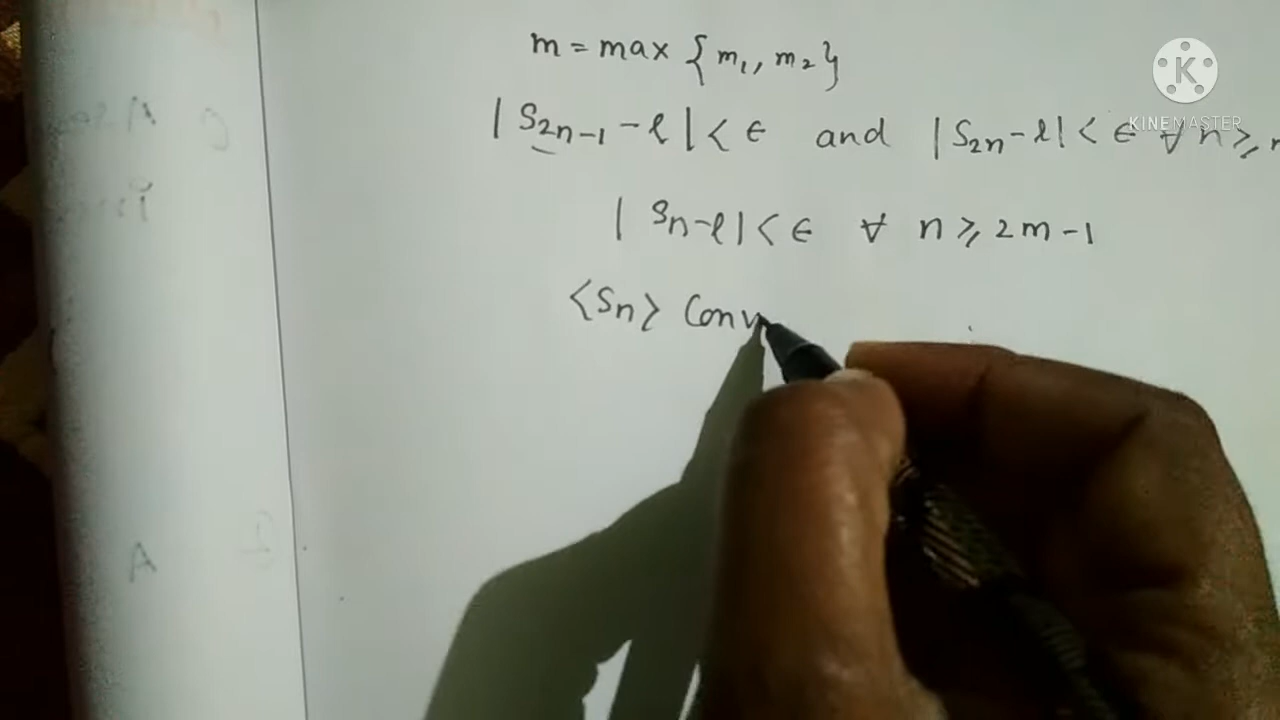 m = max {m₁, m₂}
K
KINEMASTER
|S₂ₙ₋₁ - ℓ| < ϵ and |S₂ₙ - ℓ| < ϵ ∀ n ≥
|Sₙ - ℓ| < ϵ ∀ n ≥ 2m - 1
<Sₙ> Conv
A